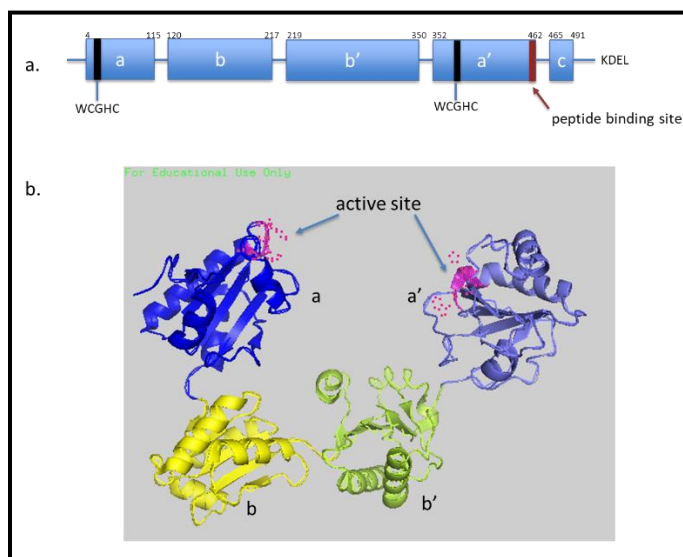 4 115 120 217 219 350 352 462 465 491
a. a b b' a' c KDEL
WCGHC WCGHC
peptide binding site
b.
For Educational Use Only
active site
a a'
b b'